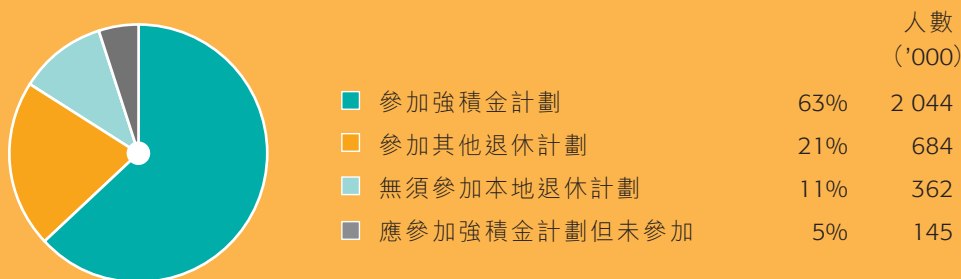 人數
(’000)
參加強積金計劃 63% 2 044
參加其他退休計劃 21% 684
無須參加本地退休計劃 11% 362
應參加強積金計劃但未參加 5% 145